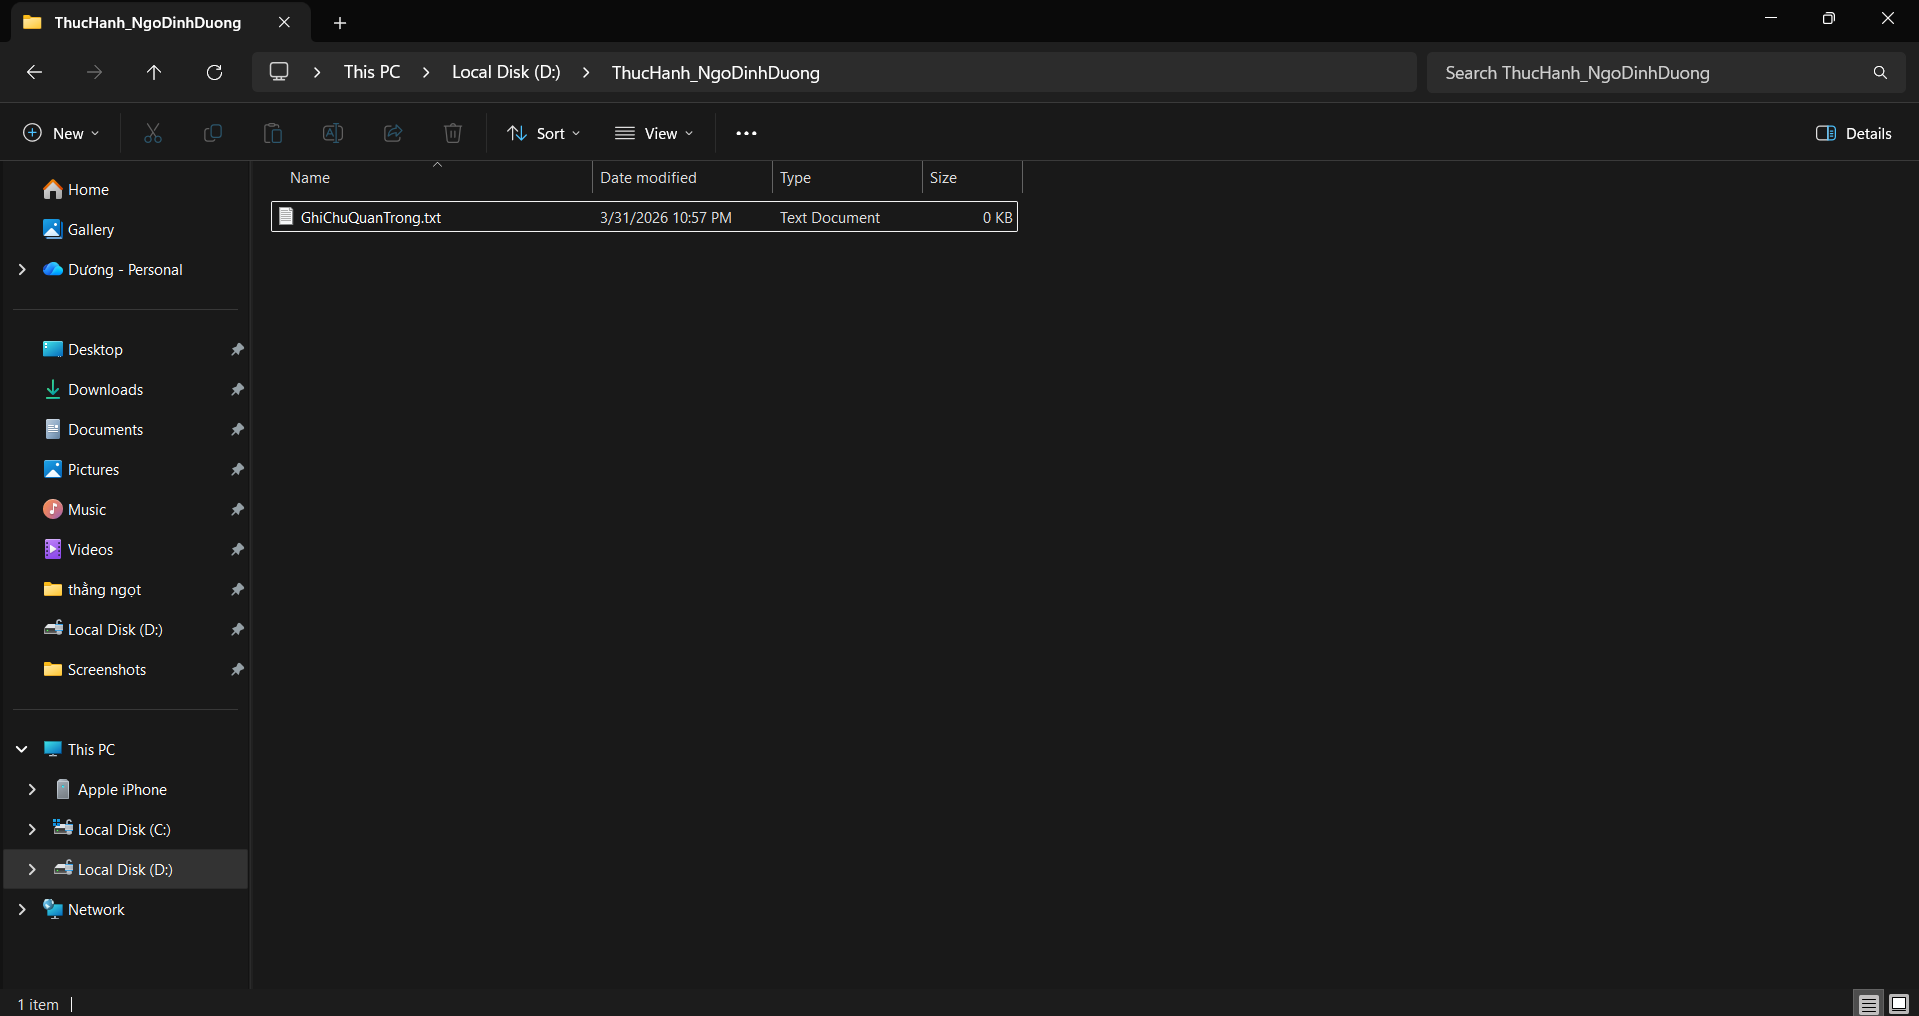 ThucHanh_NgoDinhDuong
This PC > Local Disk (D:) > ThucHanh_NgoDinhDuong
Search ThucHanh_NgoDinhDuong
New Sort View ••• Details
Name Date modified Type Size
GhiChuQuanTrong.txt 3/31/2026 10:57 PM Text Document 0 KB
Home
Gallery
Dương - Personal
Desktop
Downloads
Documents
Pictures
Music
Videos
thằng ngọt
Local Disk (D:)
Screenshots
This PC
Apple iPhone
Local Disk (C:)
Local Disk (D:)
Network
1 item